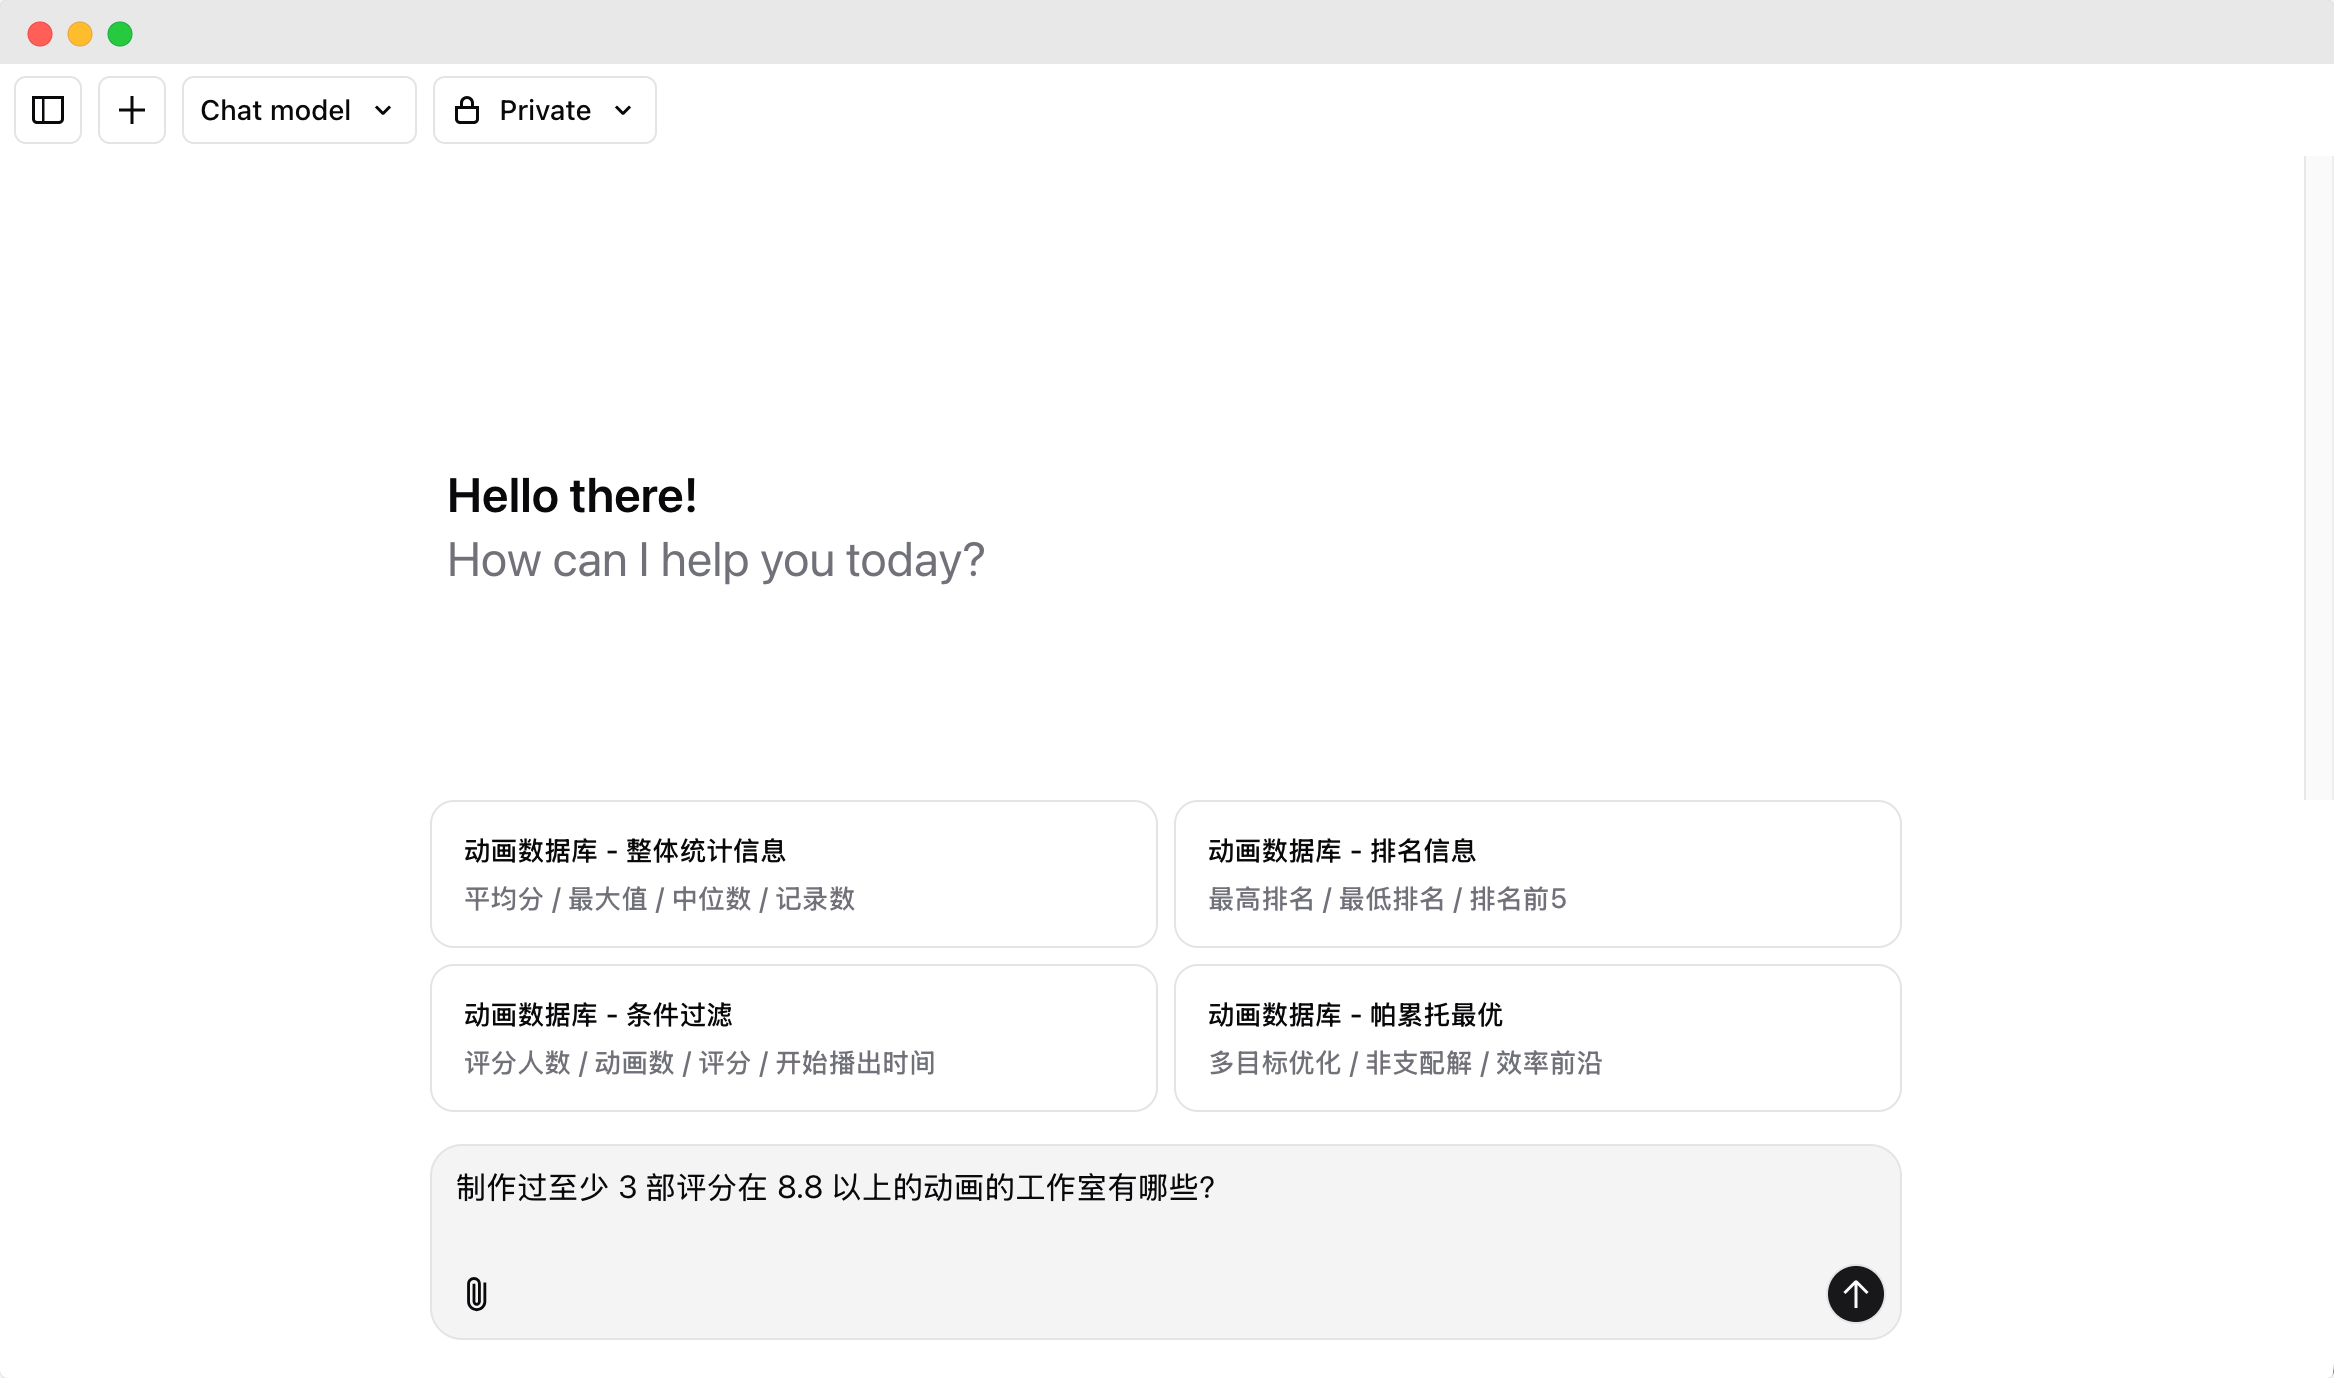 Chat model
Private
Hello there!
How can I help you today?
动画数据库 - 整体统计信息
平均分 / 最大值 / 中位数 / 记录数
动画数据库 - 排名信息
最高排名 / 最低排名 / 排名前5
动画数据库 - 条件过滤
评分人数 / 动画数 / 评分 / 开始播出时间
动画数据库 - 帕累托最优
多目标优化 / 非支配解 / 效率前沿
制作过至少 3 部评分在 8.8 以上的动画的工作室有哪些?